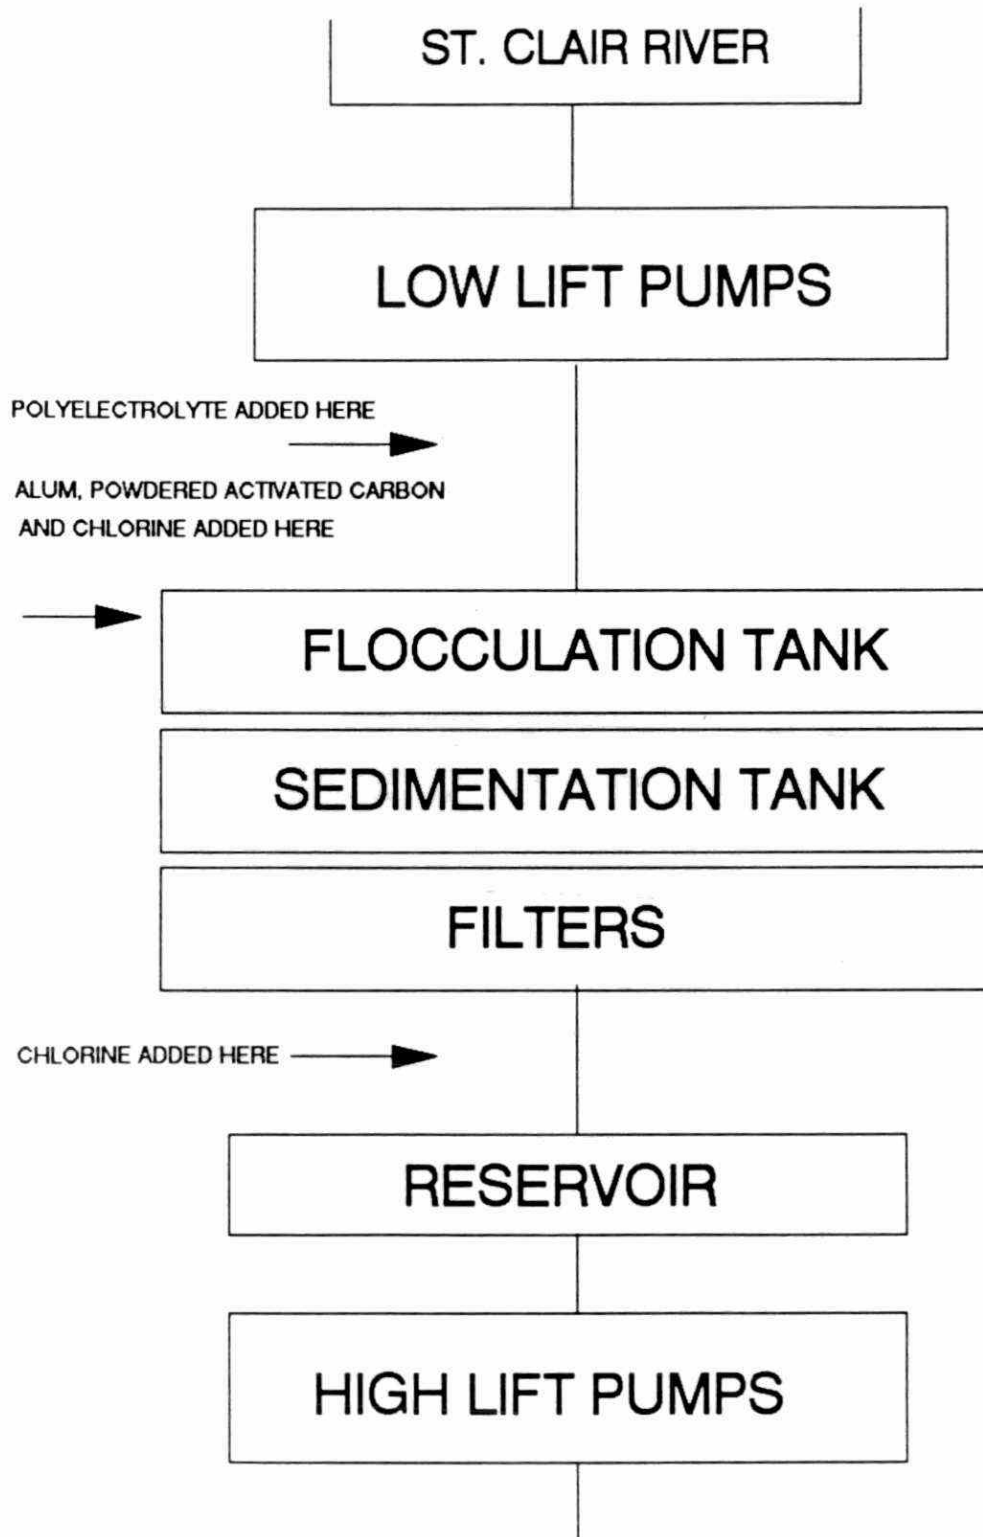 ST. CLAIR RIVER
LOW LIFT PUMPS
POLYELECTROLYTE ADDED HERE
ALUM, POWDERED ACTIVATED CARBON
AND CHLORINE ADDED HERE
FLOCCULATION TANK
SEDIMENTATION TANK
FILTERS
CHLORINE ADDED HERE
RESERVOIR
HIGH LIFT PUMPS